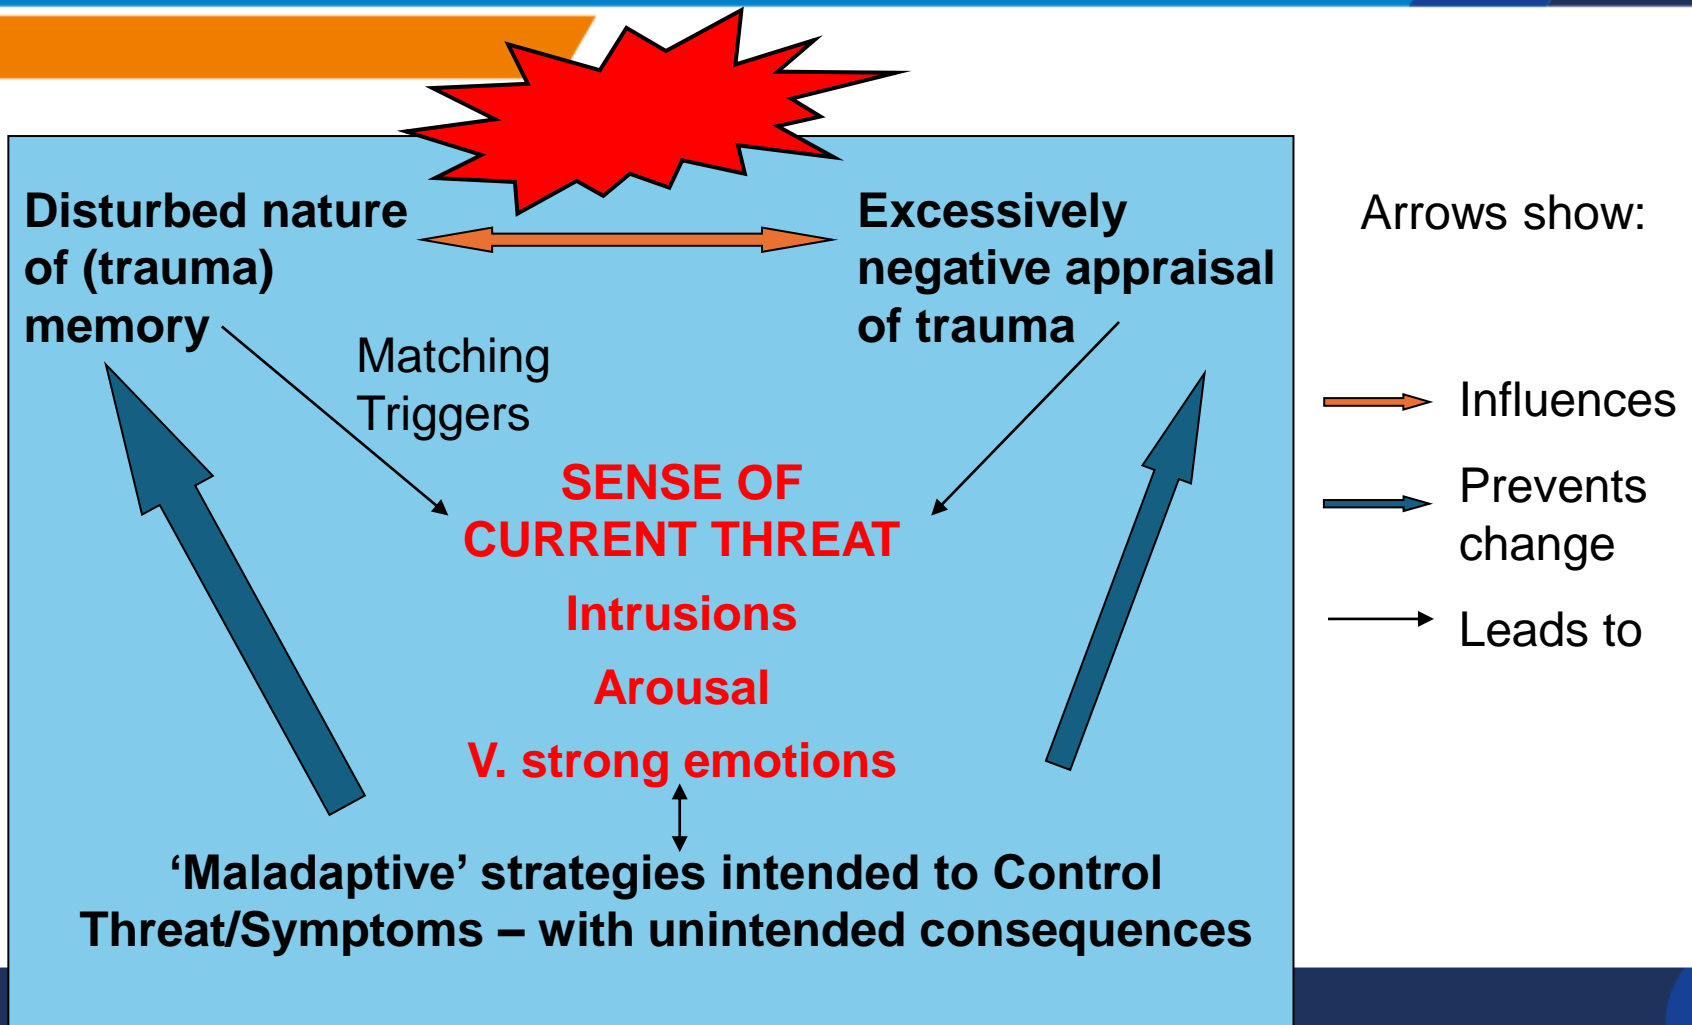 Disturbed nature
of (trauma)
memory
Excessively
negative appraisal
of trauma
Matching
Triggers
SENSE OF
CURRENT THREAT
Intrusions
Arousal
V. strong emotions
‘Maladaptive’ strategies intended to Control
Threat/Symptoms – with unintended consequences
Arrows show:
Influences
Prevents
change
Leads to